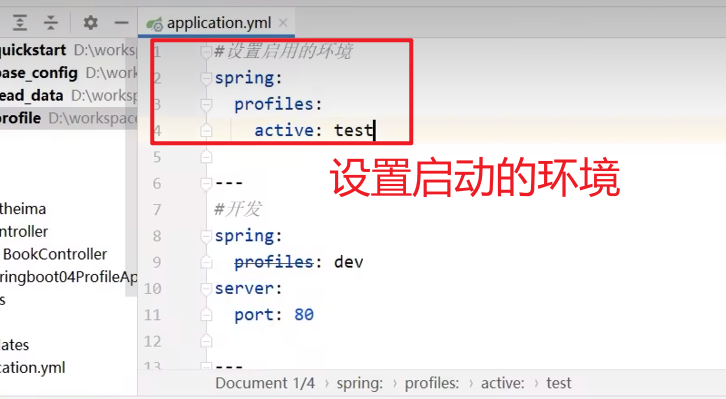 application.yml
quickstart D:\worksp
base_config D:\works
ead_data D:\workspa
profile D:\workspace
theima
ntroller
BookController
ringboot04ProfileAp
s
lates
cation.yml
1 #设置启用的环境
2 spring:
3 profiles:
4 active: test
5
6 ---
7 #开发
8 spring:
9 profiles: dev
10 server:
11 port: 80
12
13 ---
设置启动的环境
Document 1/4 › spring: › profiles: › active: › test